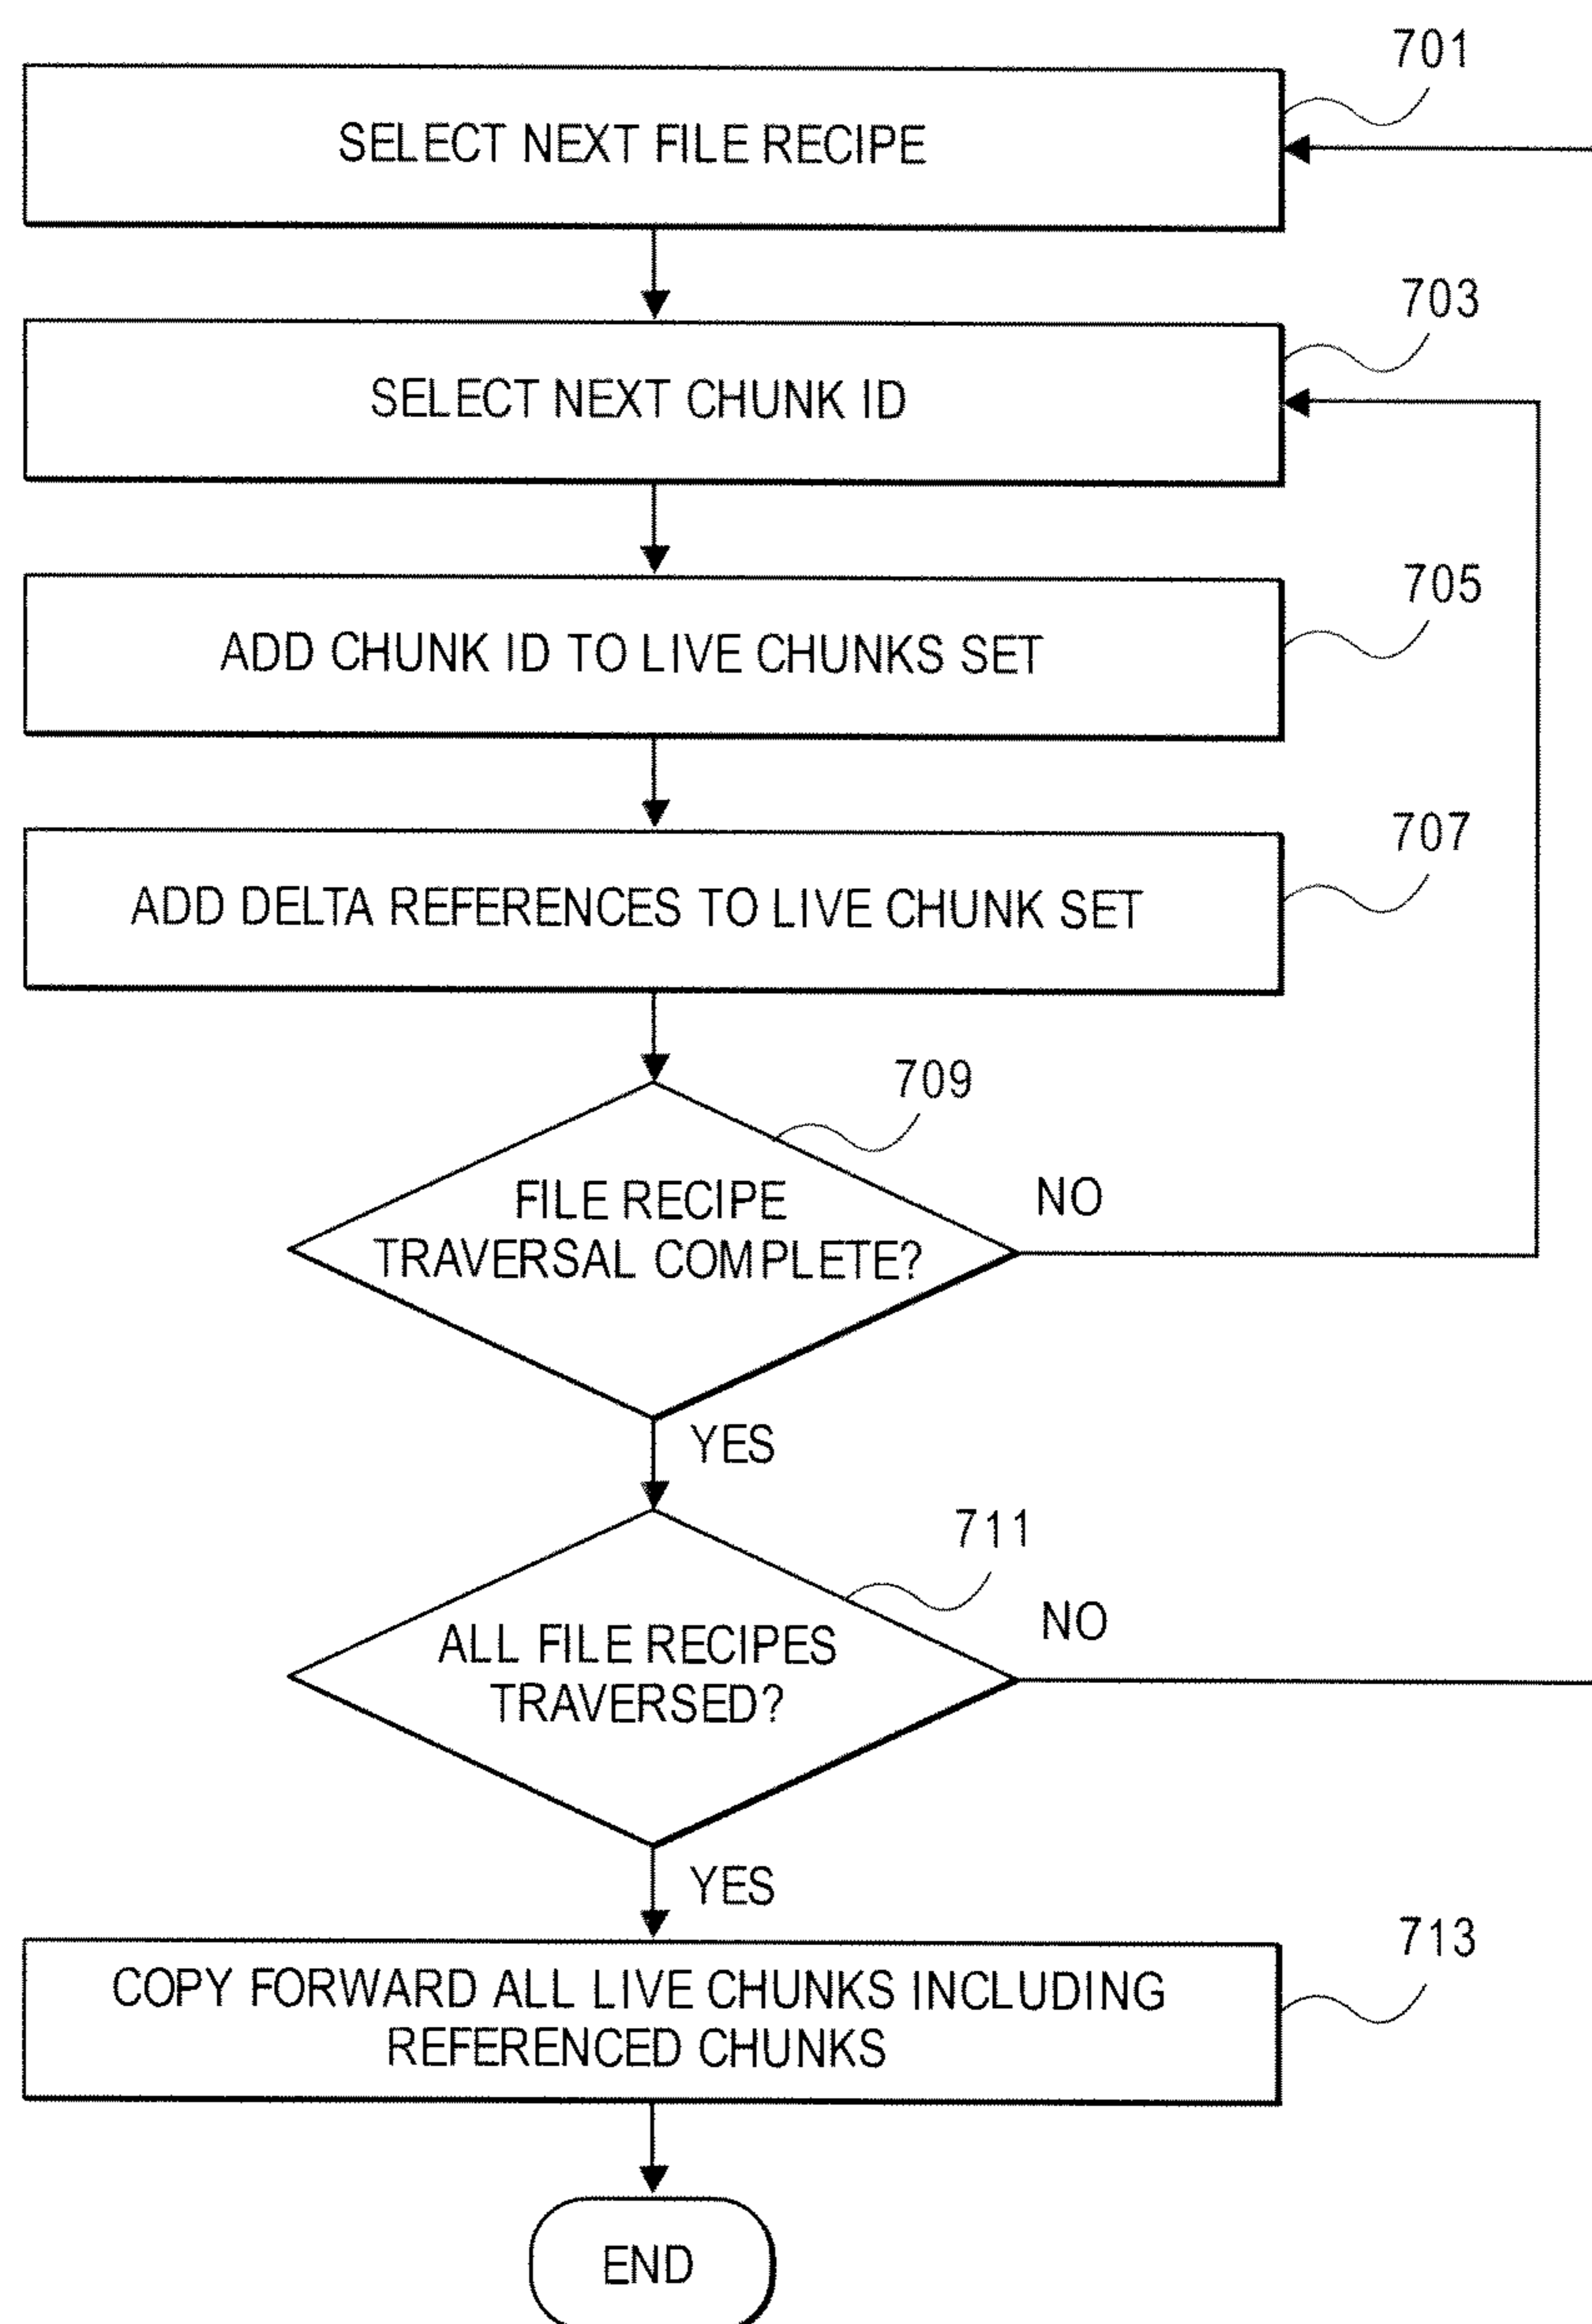 701
SELECT NEXT FILE RECIPE
703
SELECT NEXT CHUNK ID
705
ADD CHUNK ID TO LIVE CHUNKS SET
707
ADD DELTA REFERENCES TO LIVE CHUNK SET
709
FILE RECIPE
TRAVERSAL COMPLETE?
NO
YES
711
ALL FILE RECIPES
TRAVERSED?
NO
YES
713
COPY FORWARD ALL LIVE CHUNKS INCLUDING
REFERENCED CHUNKS
END